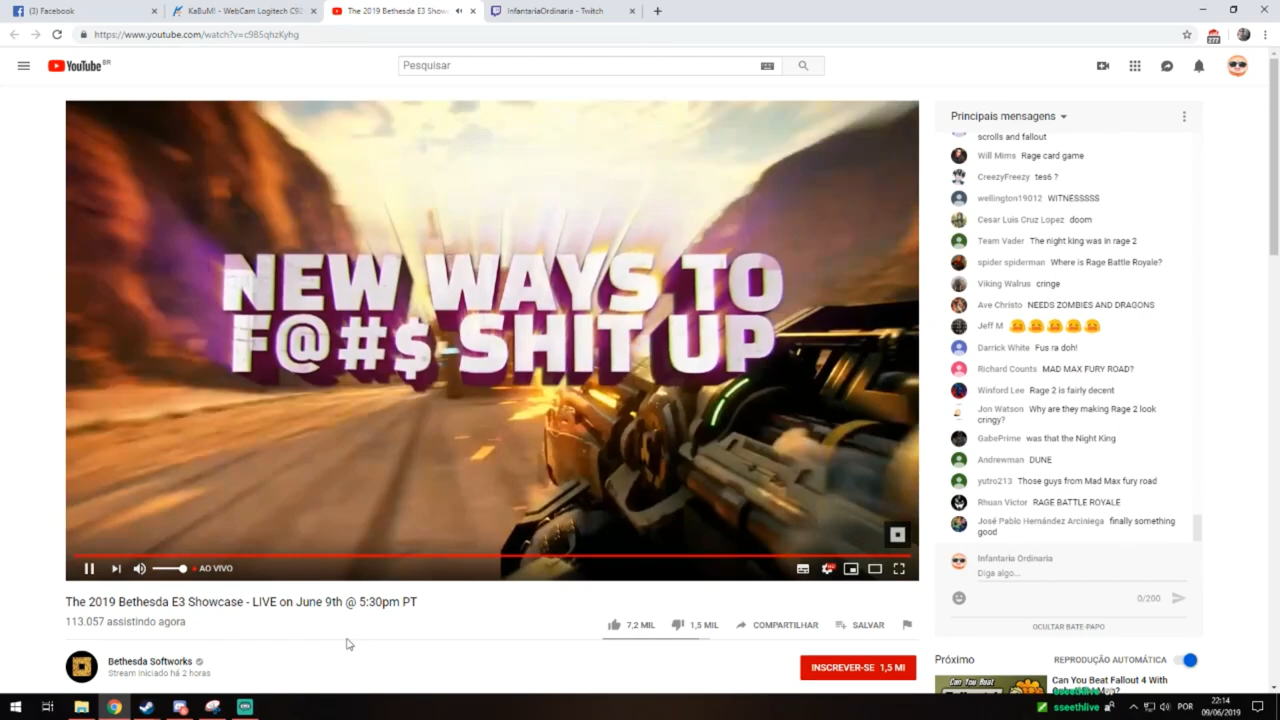 (3) Facebook
KaBuM! - WebCam Logitech C92
The 2019 Bethesda E3 Show
InfantariaOrdinaria - Twitch
https://www.youtube.com/watch?v=c985qhzKyhg
YouTube BR
Pesquisar
NEW WAYS TO
F@#$ SHIT UP
AO VIVO
The 2019 Bethesda E3 Showcase - LIVE on June 9th @ 5:30pm PT
113.057 assistindo agora
7,2 MIL
1,5 MIL
COMPARTILHAR
SALVAR
Bethesda Softworks
Stream iniciado há 2 horas
INSCREVER-SE 1,5 MI
Principais mensagens
scrolls and fallout
Will Mims Rage card game
CreezyFreezy tes6 ?
wellington19012 WITNESSSSS
Cesar Luis Cruz Lopez doom
Team Vader The night king was in rage 2
spider spiderman Where is Rage Battle Royale?
Viking Walrus cringe
Ave Christo NEEDS ZOMBIES AND DRAGONS
Jeff M
Darrick White Fus ra doh!
Richard Counts MAD MAX FURY ROAD?
Winford Lee Rage 2 is fairly decent
Jon Watson Why are they making Rage 2 look
cringy?
GabePrime was that the Night King
Andrewman DUNE
yutro213 Those guys from Mad Max fury road
Rhuan Victor RAGE BATTLE ROYALE
José Pablo Hernández Arciniega finally something
good
Infantaria Ordinaria
Diga algo...
0/200
OCULTAR BATE-PAPO
Próximo
REPRODUÇÃO AUTOMÁTICA
Can You Beat
Can You Beat Fallout 4 With
sseethlive
POR
22:14
09/06/2019